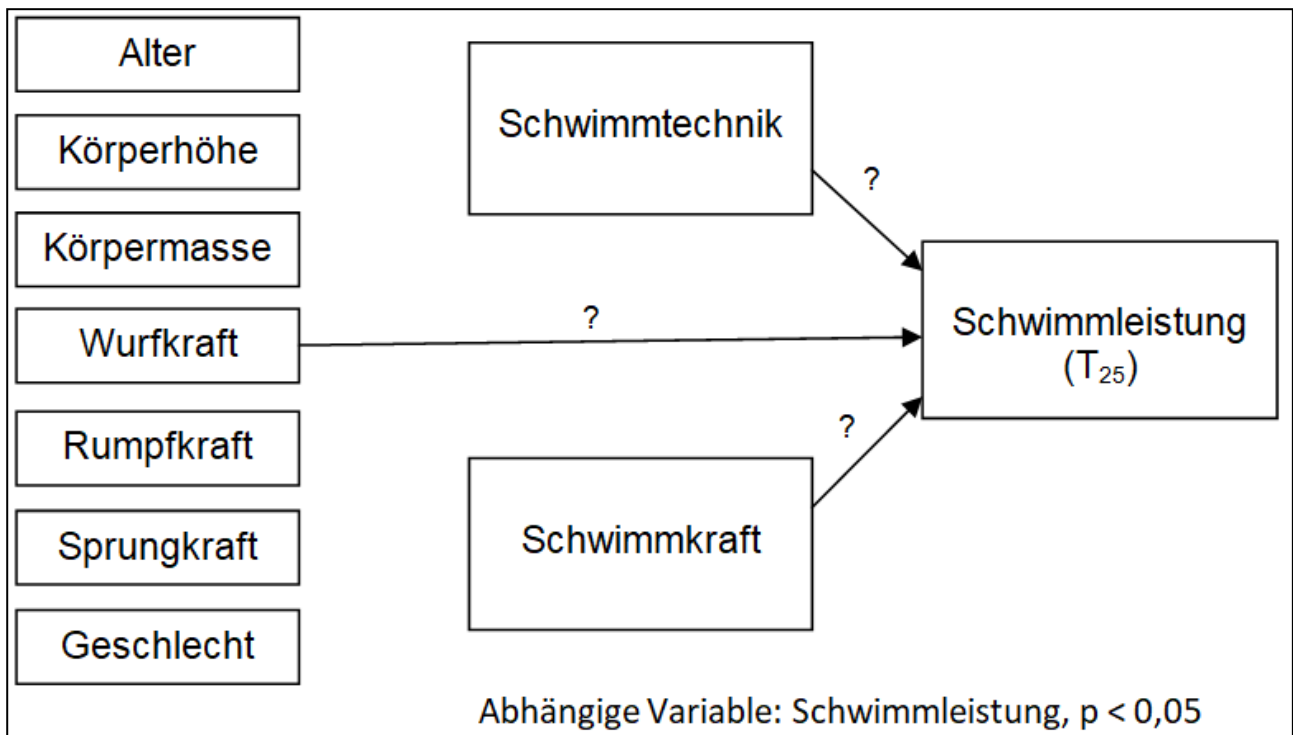 Alter
Körperhöhe
Körpermasse
Wurfkraft
Rumpfkraft
Sprungkraft
Geschlecht
Schwimmtechnik
?
?
?
Schwimmkraft
Schwimmleistung
(T₂₅)
Abhängige Variable: Schwimmleistung, p < 0,05